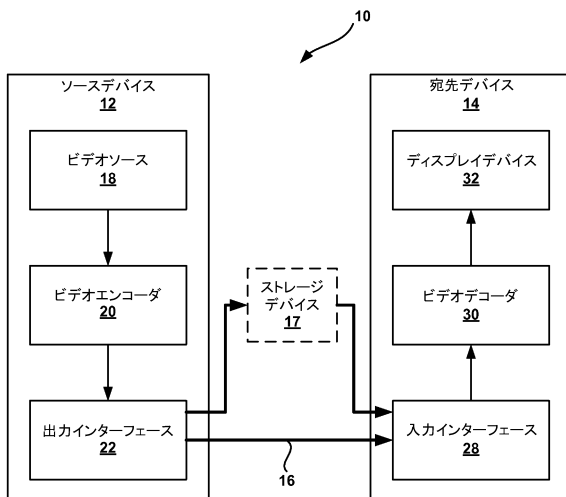 10
ソースデバイス
12
ビデオソース
18
ビデオエンコーダ
20
出力インターフェース
22
ストレージ
デバイス
17
16
宛先デバイス
14
ディスプレイデバイス
32
ビデオデコーダ
30
入力インターフェース
28